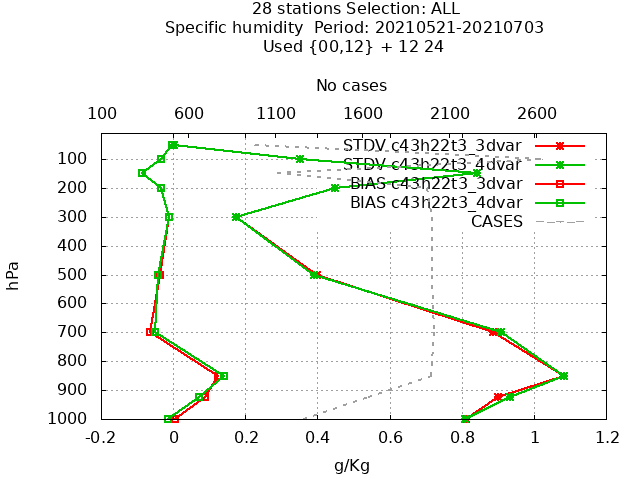 28 stations Selection: ALL
Specific humidity  Period: 20210521-20210703
Used {00,12} + 12 24
No cases
100 600 1100 1600 2100 2600
STDV c43h22t3_3dvar
STDV c43h22t3_4dvar
BIAS c43h22t3_3dvar
BIAS c43h22t3_4dvar
CASES
hPa
100
200
300
400
500
600
700
800
900
1000
-0.2 0 0.2 0.4 0.6 0.8 1 1.2
g/Kg